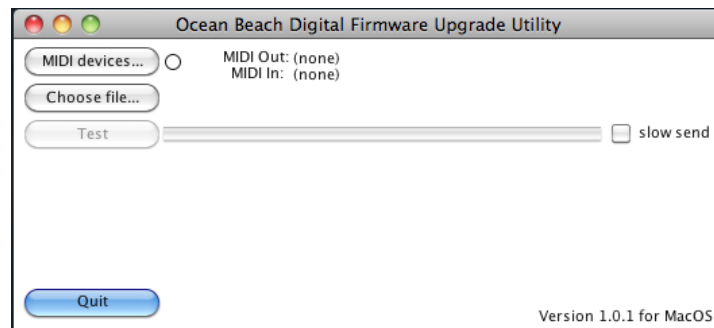 Ocean Beach Digital Firmware Upgrade Utility
MIDI devices...
MIDI Out: (none)
MIDI In: (none)
Choose file...
Test
slow send
Quit
Version 1.0.1 for MacOS